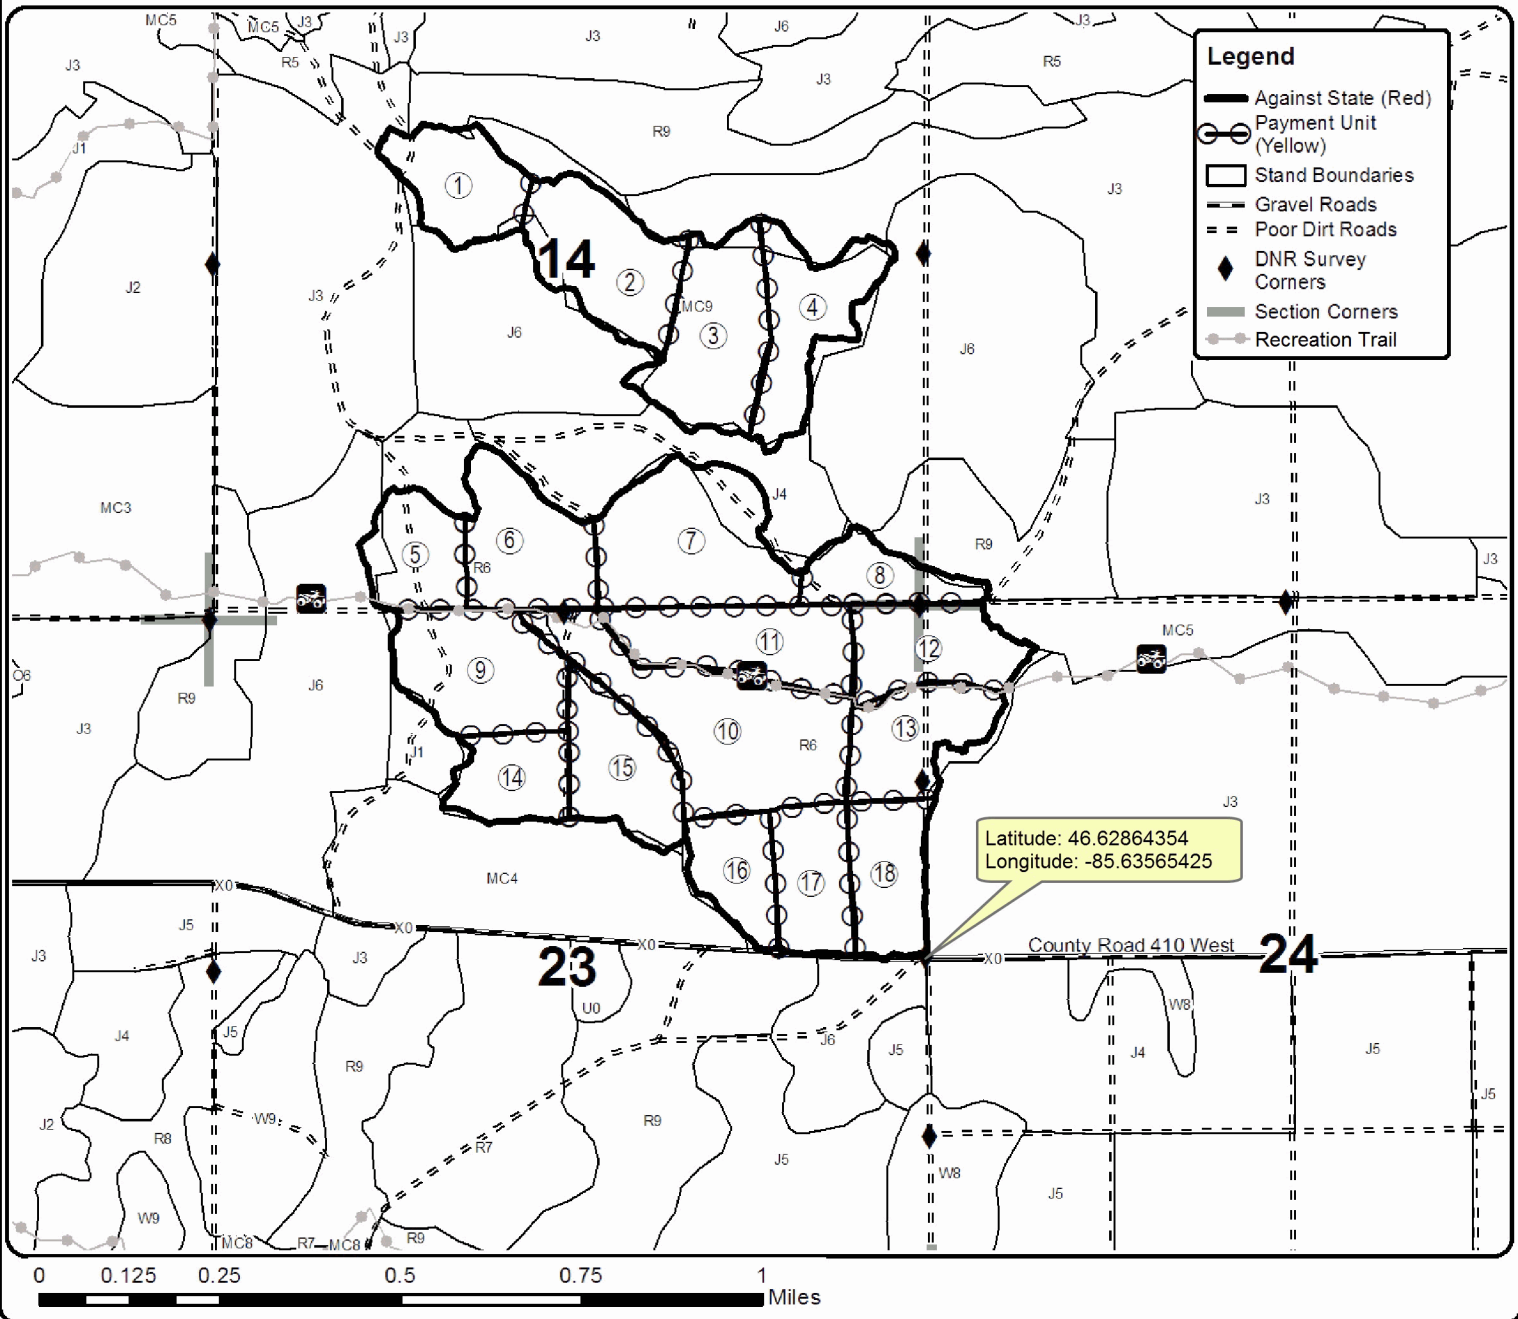 MC5
MC5
J3
J3
J3
J6
J3
J3
R5
J3
R5
J1
R9
J3
Legend
Against State (Red)
Payment Unit
(Yellow)
Stand Boundaries
Gravel Roads
Poor Dirt Roads
DNR Survey
Corners
Section Corners
Recreation Trail
1
14
2
MC9
3
4
J2
J3
J6
J6
J4
MC3
J3
R9
J3
5
6
R6
7
8
11
12
MC5
O6
R9
J6
9
J3
10
R6
13
J1
14
15
J3
Latitude: 46.62864354
Longitude: -85.63565425
16
17
18
MC4
X0
X0
X0
X0
County Road 410 West
J5
J3
J3
23
24
U0
W8
J4
J5
R9
J6
J5
J4
J5
J5
J2
R8
W9
R7
R9
J5
W8
J5
W9
MC8
R7
MC8
R9
0
0.125
0.25
0.5
0.75
1
Miles